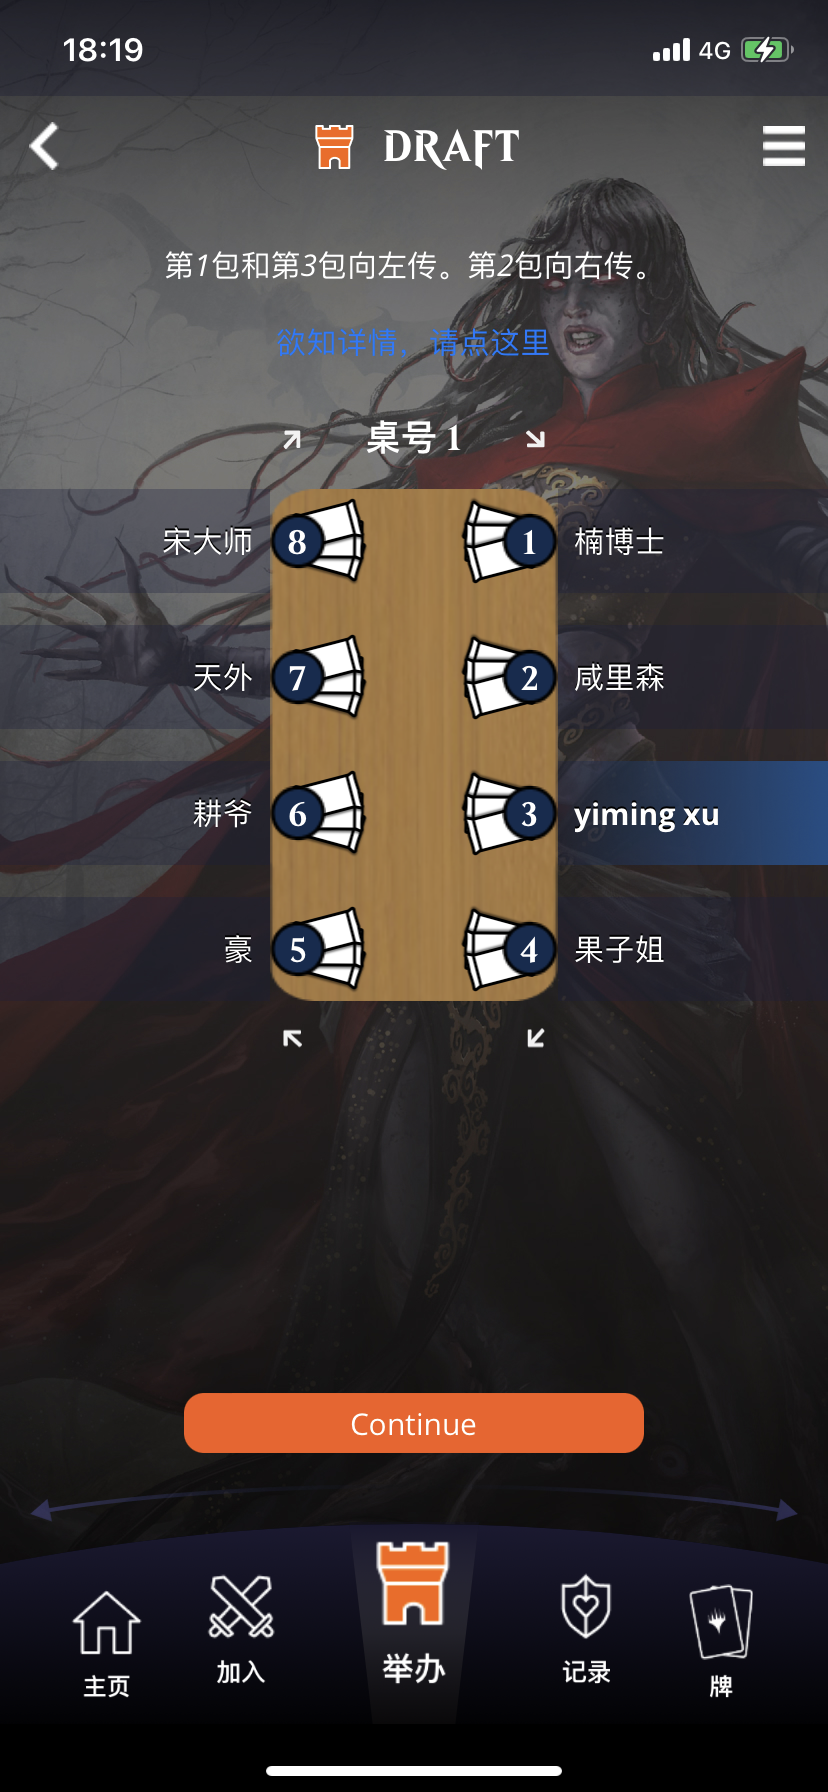 18:19 4G
DRAFT
第1包和第3包向左传。第2包向右传。
欲知详情，请点这里
桌号 1
宋大师 8 1 楠博士
天外 7 2 咸里森
耕爷 6 3 yiming xu
豪 5 4 果子姐
Continue
主页 加入 举办 记录 牌